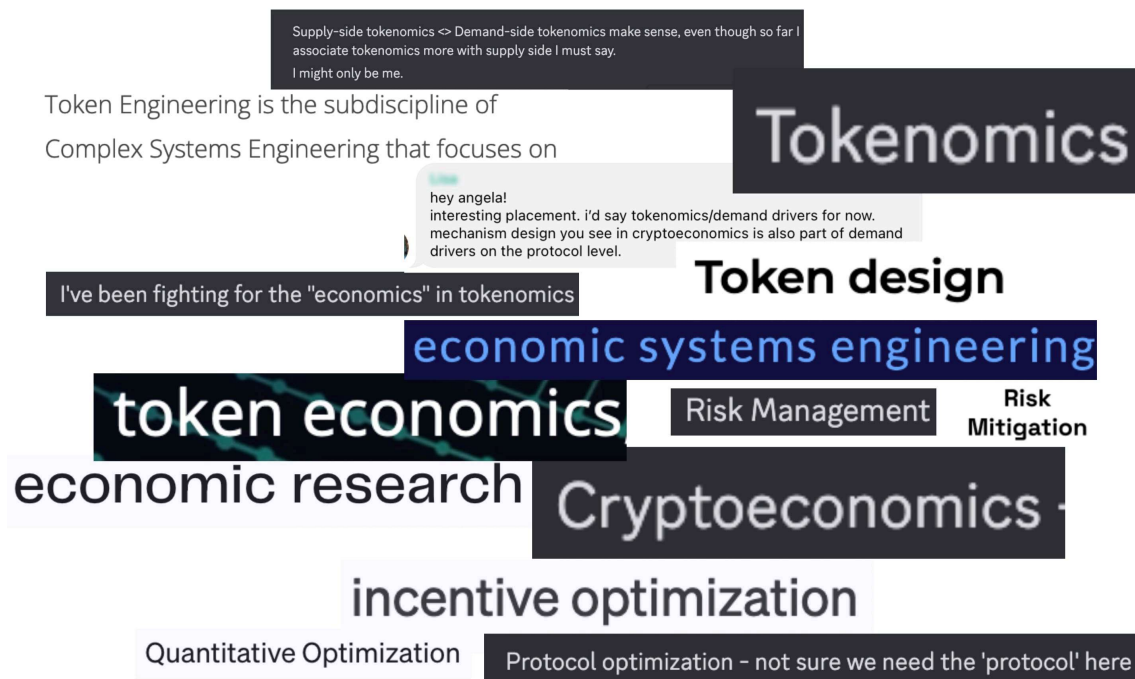 Supply-side tokenomics <> Demand-side tokenomics make sense, even though so far I
associate tokenomics more with supply side I must say.
I might only be me.
Token Engineering is the subdiscipline of
Complex Systems Engineering that focuses on
Tokenomics
hey angela!
interesting placement. i'd say tokenomics/demand drivers for now.
mechanism design you see in cryptoeconomics is also part of demand
drivers on the protocol level.
Token design
I've been fighting for the "economics" in tokenomics
economic systems engineering
token economics
Risk Management
Risk
Mitigation
economic research
Cryptoeconomics -
incentive optimization
Quantitative Optimization
Protocol optimization - not sure we need the 'protocol' here